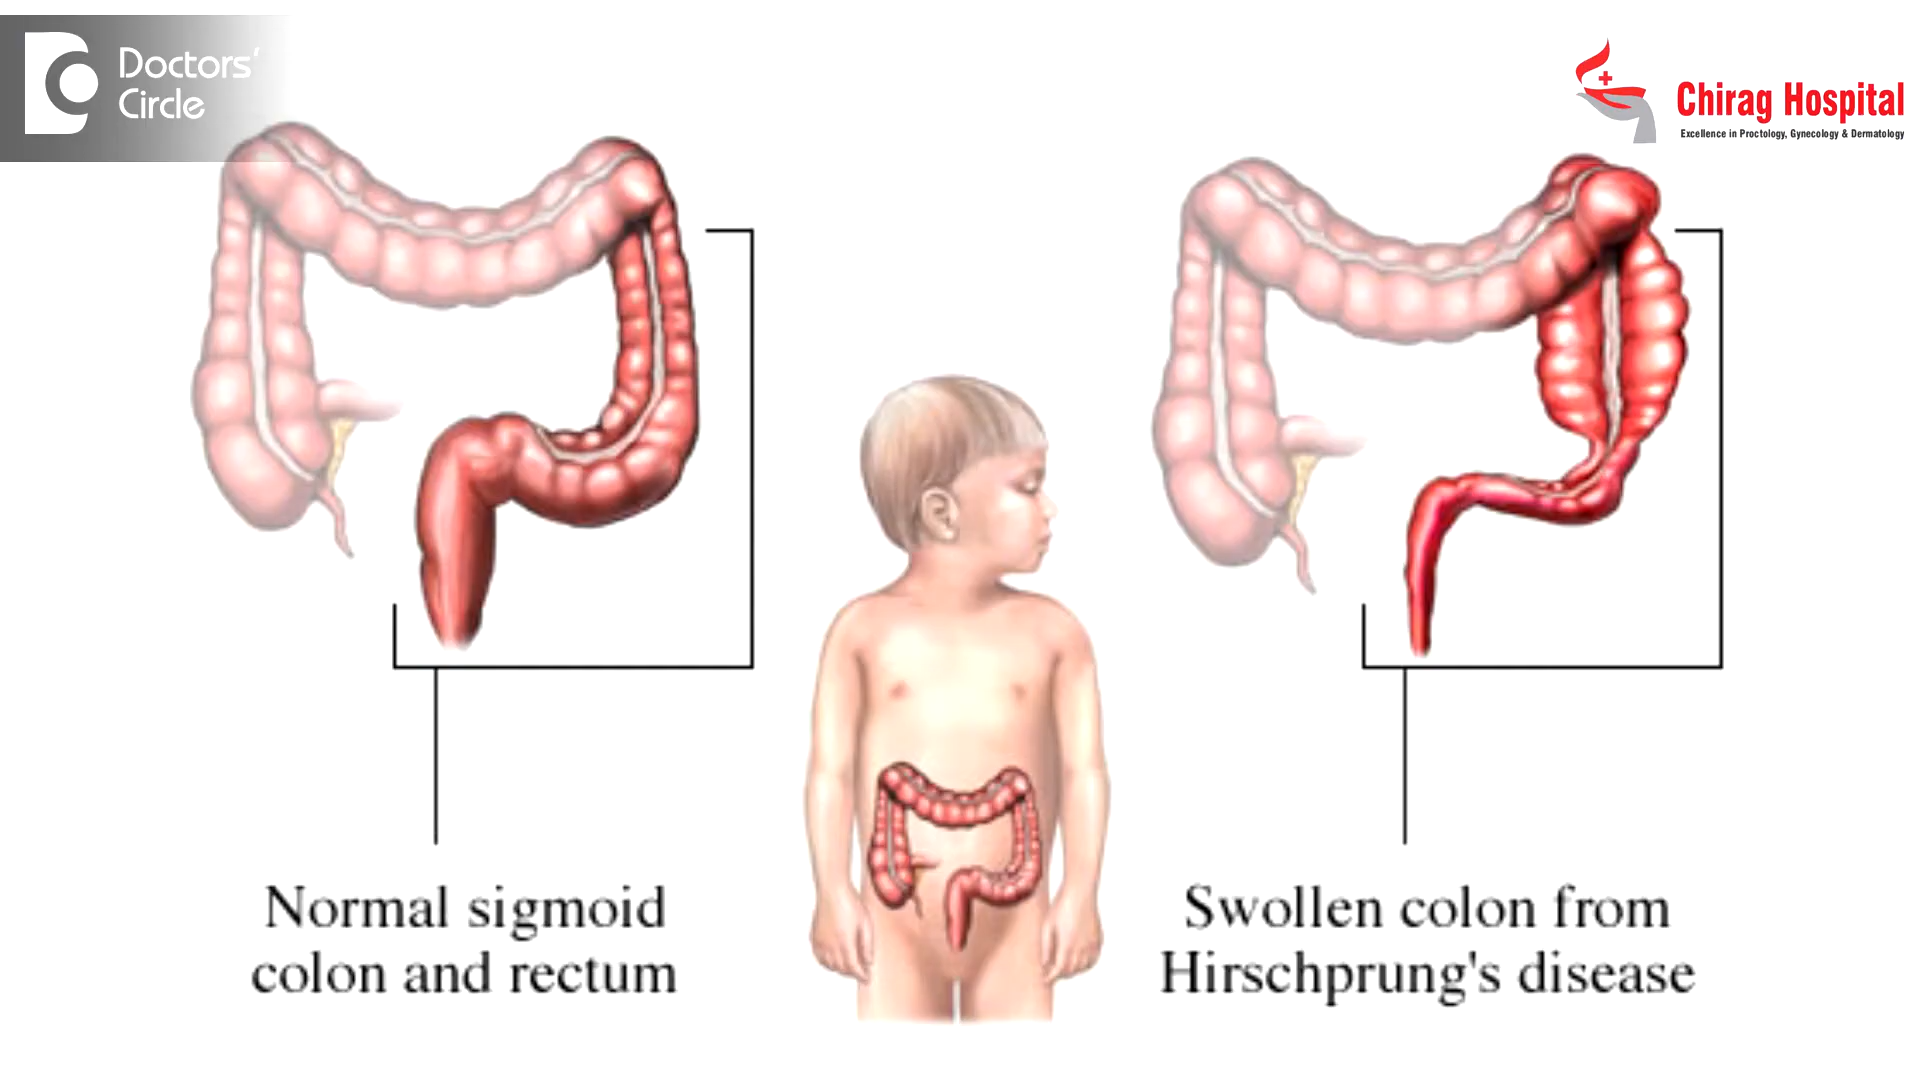 Doctors'
Circle
Chirag Hospital
Excellence in Proctology, Gynecology & Dermatology
Normal sigmoid
colon and rectum
Swollen colon from
Hirschprung's disease